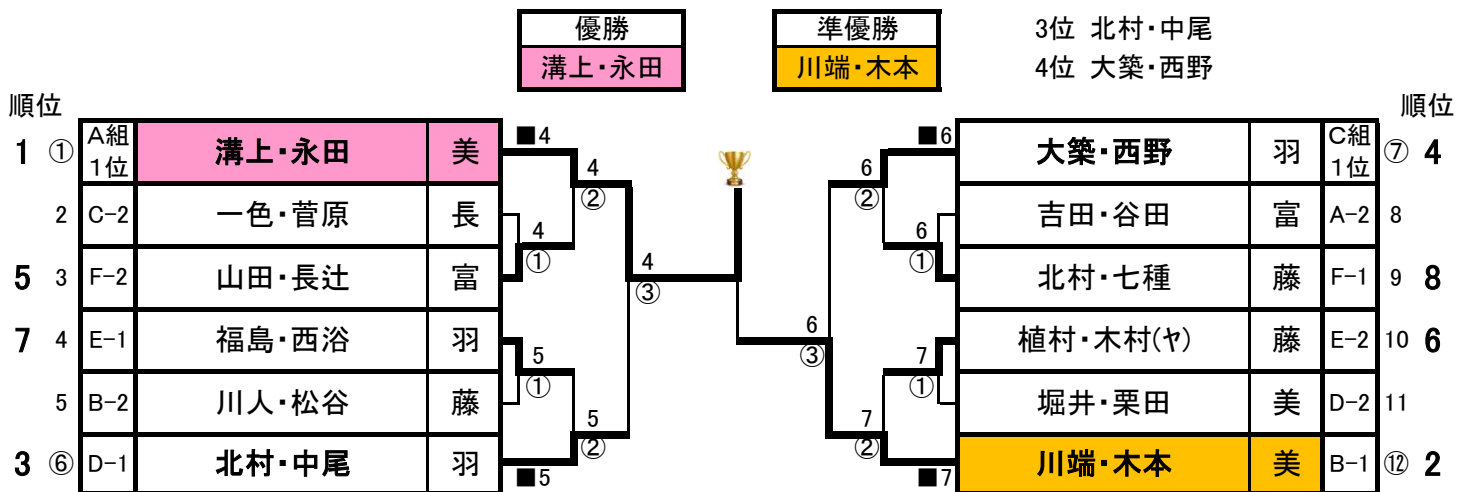 優勝 準優勝 3位 北村・中尾
溝上・永田 川端・木本 4位 大築・西野
順位 順位
1 ① A組1位 溝上・永田 美 ■4 ■6 大築・西野 羽 C組1位 ⑦ 4
4 ② 6 ②
2 C-2 一色・菅原 長 吉田・谷田 富 A-2 8
4 ① 6 ①
5 3 F-2 山田・長辻 富 北村・七種 藤 F-1 9 8
4 ③
7 4 E-1 福島・西浴 羽 6 ③ 植村・木村(ヤ) 藤 E-2 10 6
5 ① 7 ①
5 B-2 川人・松谷 藤 堀井・栗田 美 D-2 11
5 ② 7 ②
3 ⑥ D-1 北村・中尾 羽 ■5 ■7 川端・木本 美 B-1 ⑫ 2